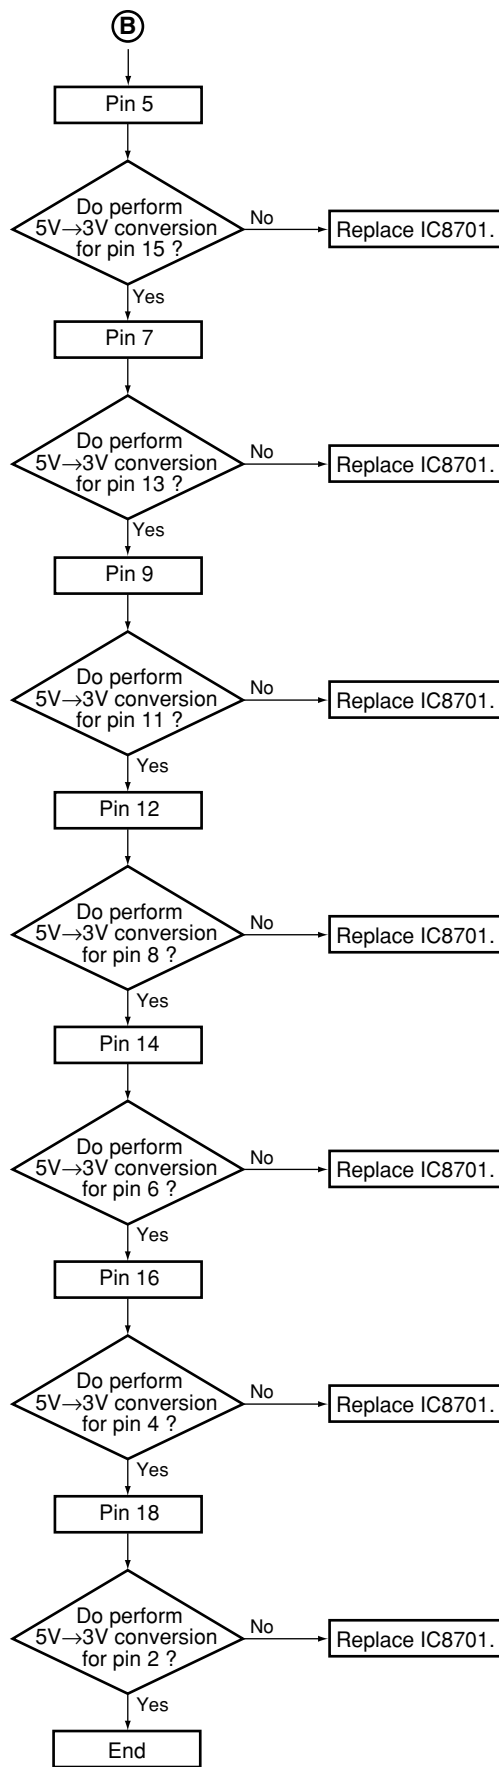 B
Pin 5
Do perform
5V→3V conversion
for pin 15 ?
No
Replace IC8701.
Yes
Pin 7
Do perform
5V→3V conversion
for pin 13 ?
No
Replace IC8701.
Yes
Pin 9
Do perform
5V→3V conversion
for pin 11 ?
No
Replace IC8701.
Yes
Pin 12
Do perform
5V→3V conversion
for pin 8 ?
No
Replace IC8701.
Yes
Pin 14
Do perform
5V→3V conversion
for pin 6 ?
No
Replace IC8701.
Yes
Pin 16
Do perform
5V→3V conversion
for pin 4 ?
No
Replace IC8701.
Yes
Pin 18
Do perform
5V→3V conversion
for pin 2 ?
No
Replace IC8701.
Yes
End